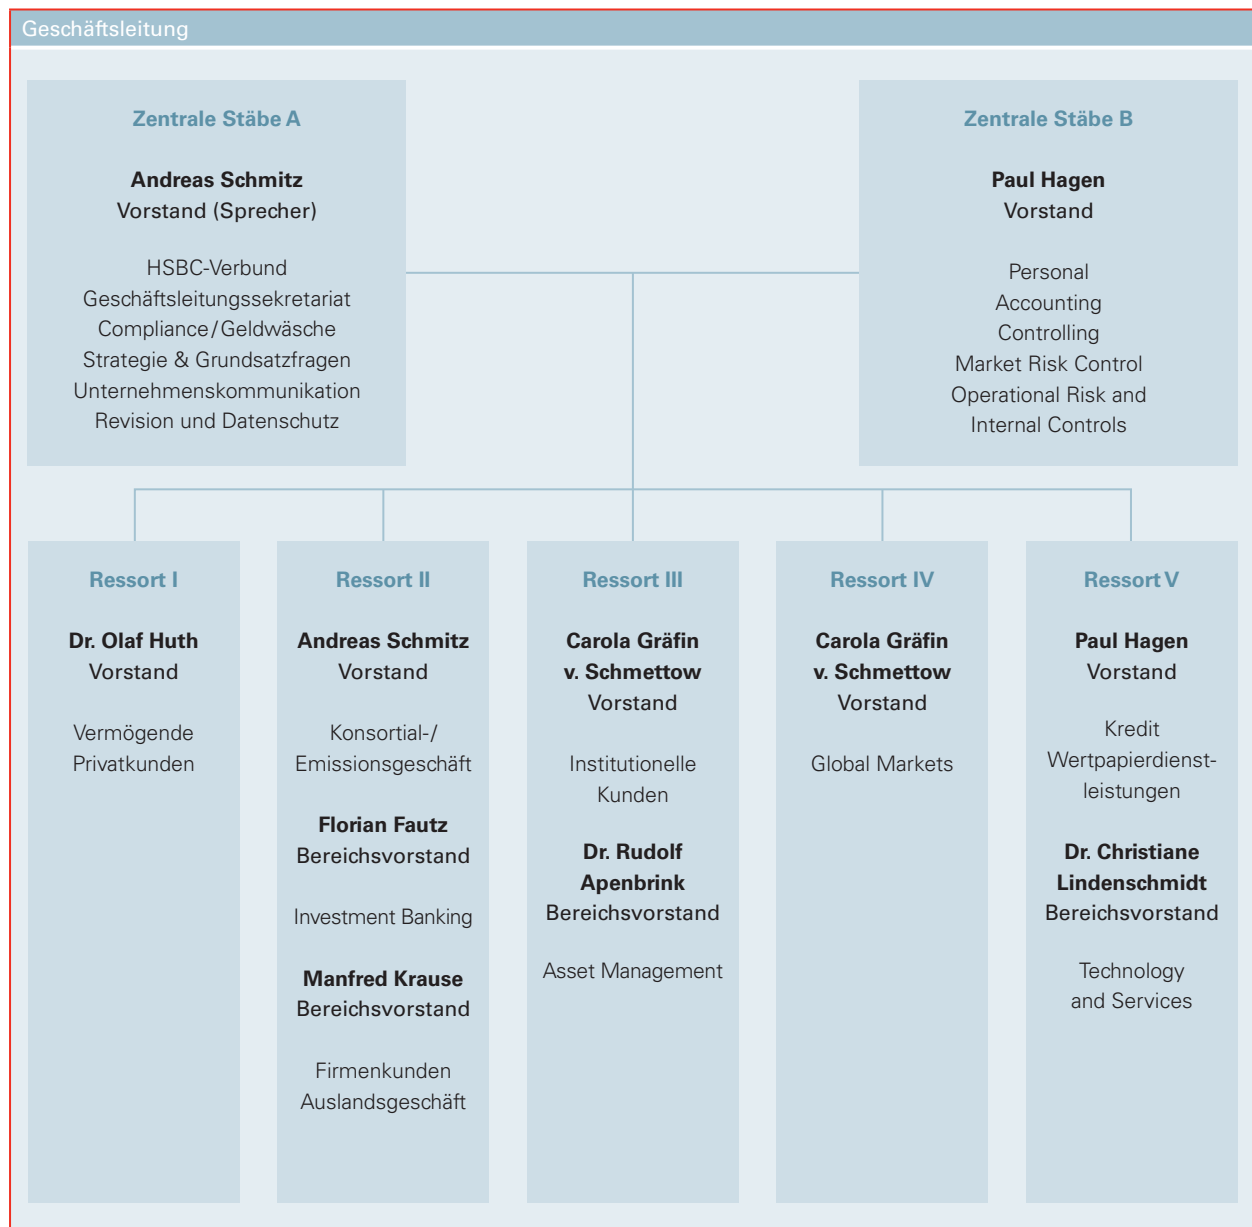 Geschäftsleitung
Zentrale Stäbe A
Andreas Schmitz
Vorstand (Sprecher)
HSBC-Verbund
Geschäftsleitungssekretariat
Compliance/Geldwäsche
Strategie & Grundsatzfragen
Unternehmenskommunikation
Revision und Datenschutz
Zentrale Stäbe B
Paul Hagen
Vorstand
Personal
Accounting
Controlling
Market Risk Control
Operational Risk and
Internal Controls
Ressort I
Dr. Olaf Huth
Vorstand
Vermögende
Privatkunden
Ressort II
Andreas Schmitz
Vorstand
Konsortial-/
Emissionsgeschäft
Florian Fautz
Bereichsvorstand
Investment Banking
Manfred Krause
Bereichsvorstand
Firmenkunden
Auslandsgeschäft
Ressort III
Carola Gräfin
v. Schmettow
Vorstand
Institutionelle
Kunden
Dr. Rudolf
Apenbrink
Bereichsvorstand
Asset Management
Ressort IV
Carola Gräfin
v. Schmettow
Vorstand
Global Markets
Ressort V
Paul Hagen
Vorstand
Kredit
Wertpapierdienst-
leistungen
Dr. Christiane
Lindenschmidt
Bereichsvorstand
Technology
and Services